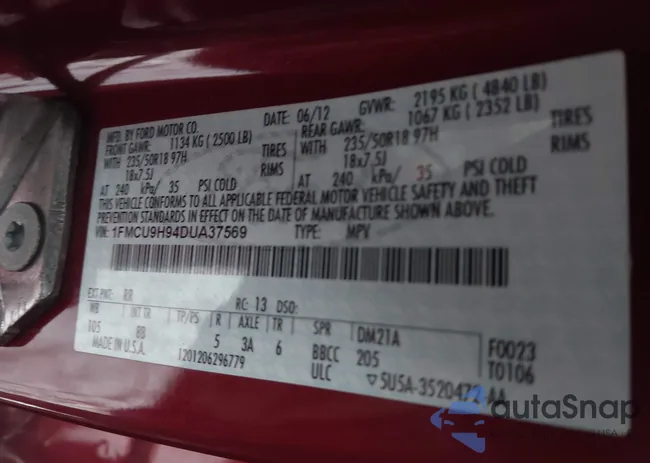 MFD. BY FORD MOTOR CO. DATE: 06/12 GVWR: 2195 KG ( 4840 LB)
FRONT GAWR: 1134 KG ( 2500 LB) REAR GAWR: 1067 KG ( 2352 LB)
WITH 235/50R18 97H TIRES WITH 235/50R18 97H TIRES
18x7.5J RIMS 18x7.5J RIMS
AT 240 kPa/ 35 PSI COLD AT 240 kPa/ 35 PSI COLD
THIS VEHICLE CONFORMS TO ALL APPLICABLE FEDERAL MOTOR VEHICLE SAFETY AND THEFT
PREVENTION STANDARDS IN EFFECT ON THE DATE OF MANUFACTURE SHOWN ABOVE.
VIN: 1FMCU9H94DUA37569 TYPE: MPV
EXT PNT: RR RC: 13 DSO:
WB INT TR TP/PS R AXLE TR SPR DM21A F0023
105 BB 5 3A 6 BBCC 205 T0106
MADE IN U.S.A. 1201206296779 ULC ▽5U5A-3520472-AA
autaSnap